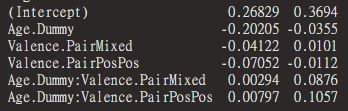 (Intercept) 0.26829 0.3694
Age.Dummy -0.20205 -0.0355
Valence.PairMixed -0.04122 0.0101
Valence.PairPosPos -0.07052 -0.0112
Age.Dummy:Valence.PairMixed 0.00294 0.0876
Age.Dummy:Valence.PairPosPos 0.00797 0.1057